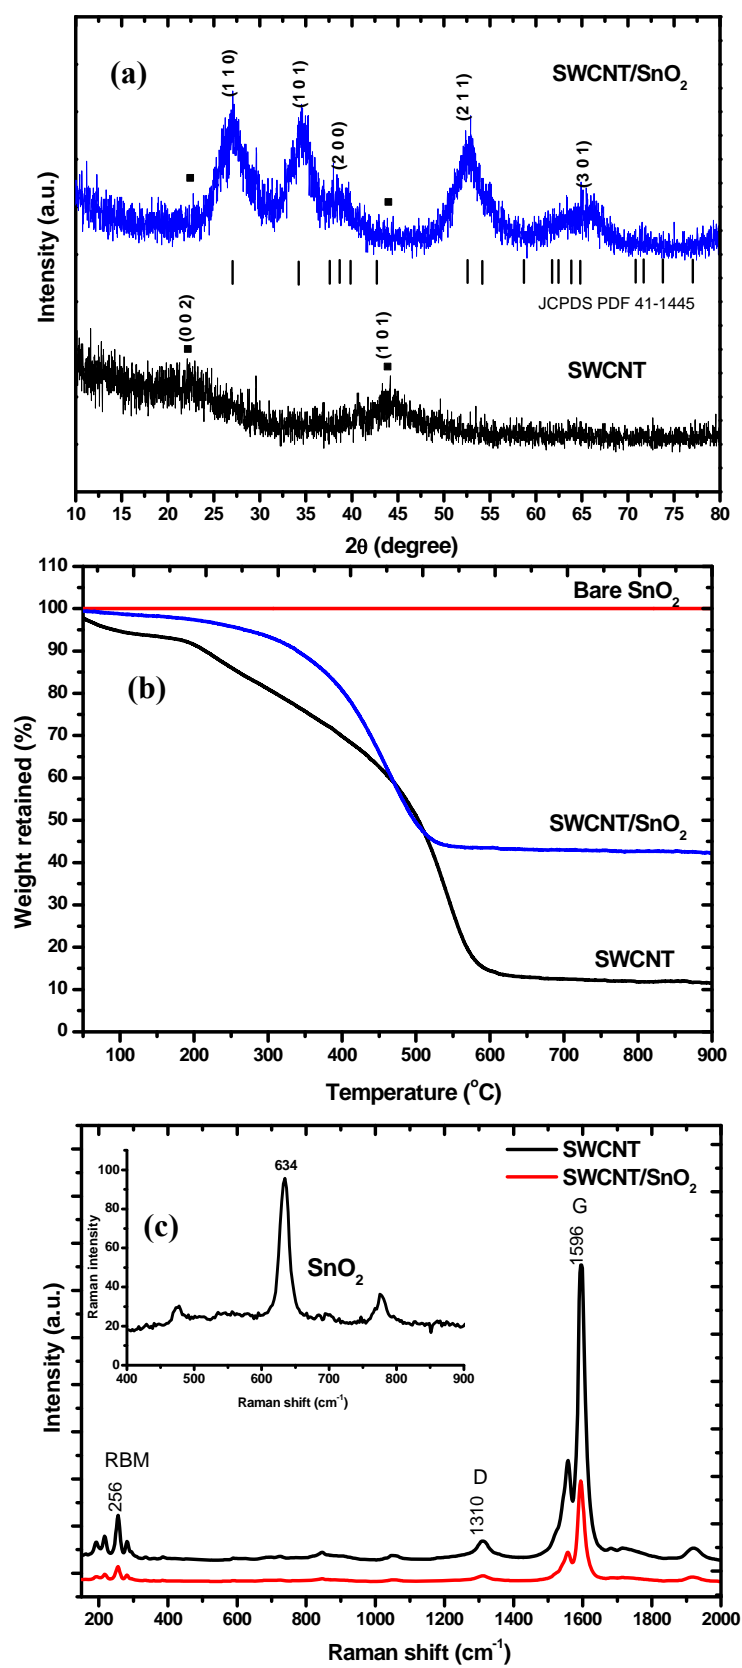 (a)
SWCNT/SnO₂
(1 1 0)
(1 0 1)
(2 0 0)
(2 1 1)
(3 0 1)
JCPDS PDF 41-1445
(0 0 2)
(1 0 1)
SWCNT
Intensity (a.u.)
10 15 20 25 30 35 40 45 50 55 60 65 70 75 80
2θ (degree)
110
100
90
80
70
60
50
40
30
20
10
0
Weight retained (%)
Bare SnO₂
(b)
SWCNT/SnO₂
SWCNT
100 200 300 400 500 600 700 800 900
Temperature (°C)
SWCNT
SWCNT/SnO₂
(c)
634
SnO₂
100
80
60
40
20
0
Raman intensity
400 500 600 700 800 900
Raman shift (cm⁻¹)
G
1596
RBM
256
D
1310
Intensity (a.u.)
200 400 600 800 1000 1200 1400 1600 1800 2000
Raman shift (cm⁻¹)